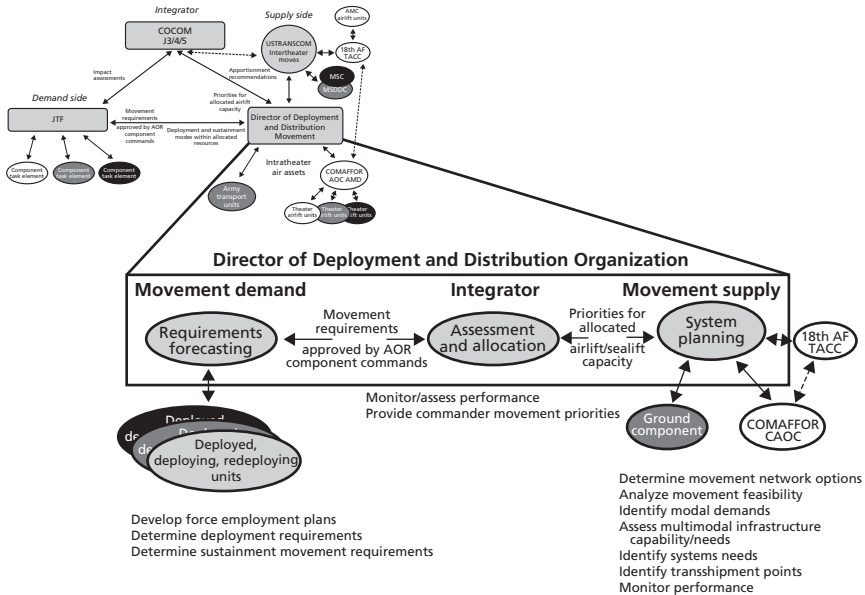 Integrator
COCOM
J3/4/5
Supply side
USTRANSCOM
Intertheater
moves
AMC
airlift units
18th AF
TACC
MSC
MSDDC
Impact
assessments
Apportionment
recommendations
Priorities for
allocated airlift
capacity
Demand side
JTF
Movement
requirements
approved by AOR
component
commands
Deployment and sustainment
modes within allocated
resources
Director of Deployment
and Distribution
Movement
Component
task element
Component
task element
Component
task element
Army
transport
units
Intratheater
air assets
COMAFFOR
AOC AMD
Theater
airlift units
Theater
airlift units
Theater
lift units
Director of Deployment and Distribution Organization
Movement demand
Integrator
Movement supply
Requirements
forecasting
Movement
requirements
approved by AOR
component commands
Assessment
and allocation
Priorities for
allocated
airlift/sealift
capacity
System
planning
18th AF
TACC
Monitor/assess performance
Provide commander movement priorities
Ground
component
COMAFFOR
CAOC
Deployed,
deploying, redeploying
units
Develop force employment plans
Determine deployment requirements
Determine sustainment movement requirements
Determine movement network options
Analyze movement feasibility
Identify modal demands
Assess multimodal infrastructure
capability/needs
Identify systems needs
Identify transshipment points
Monitor performance